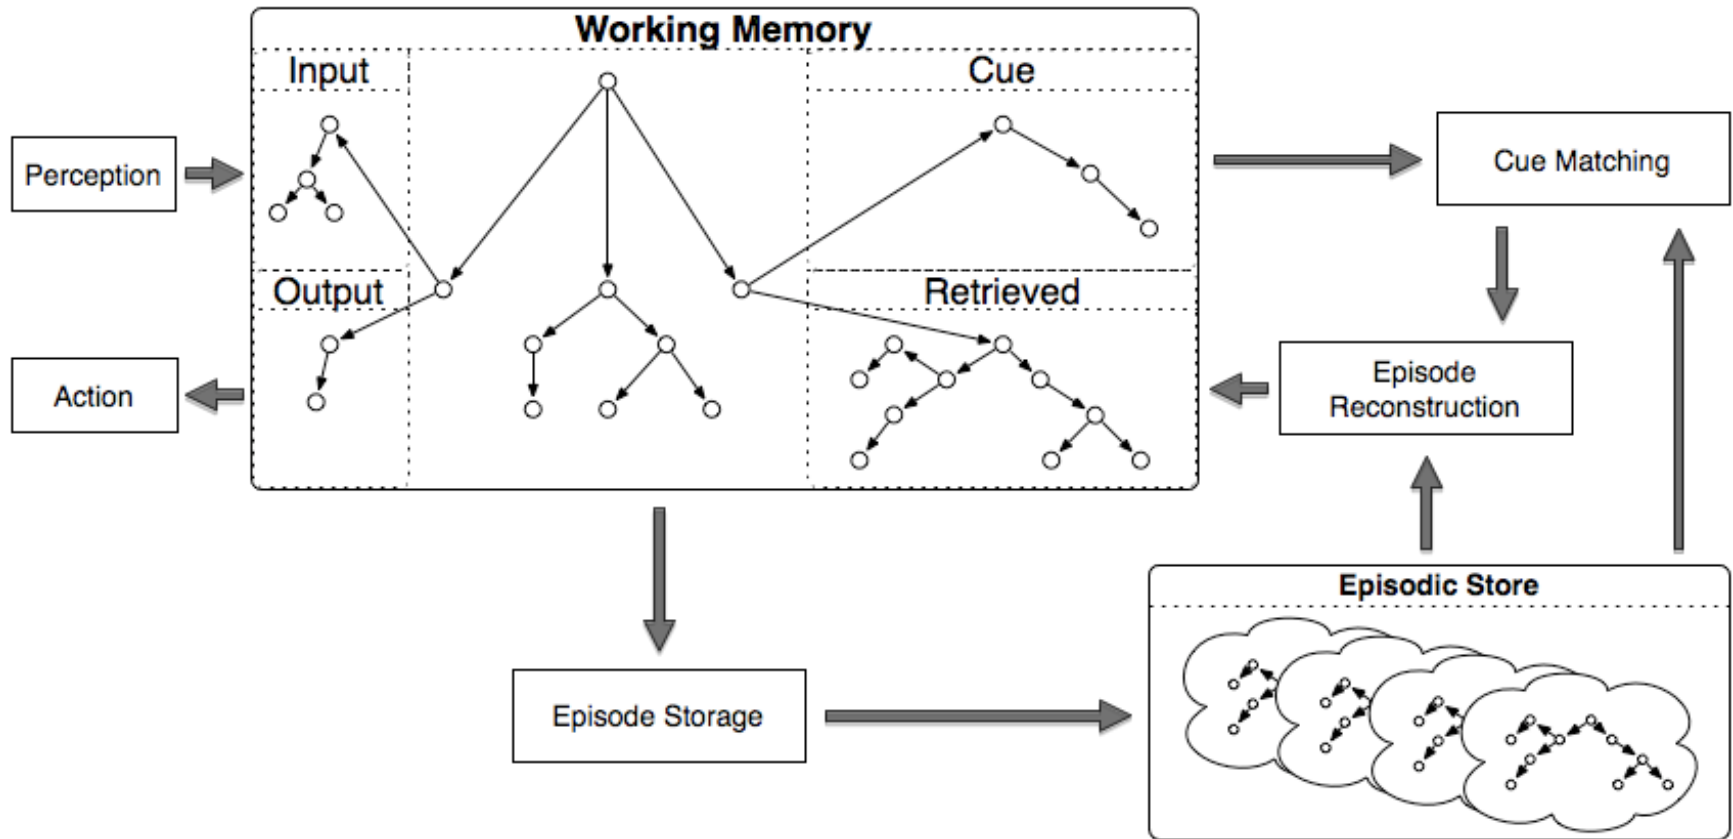 Working Memory
Input
Cue
Perception
Cue Matching
Output
Retrieved
Action
Episode
Reconstruction
Episodic Store
Episode Storage